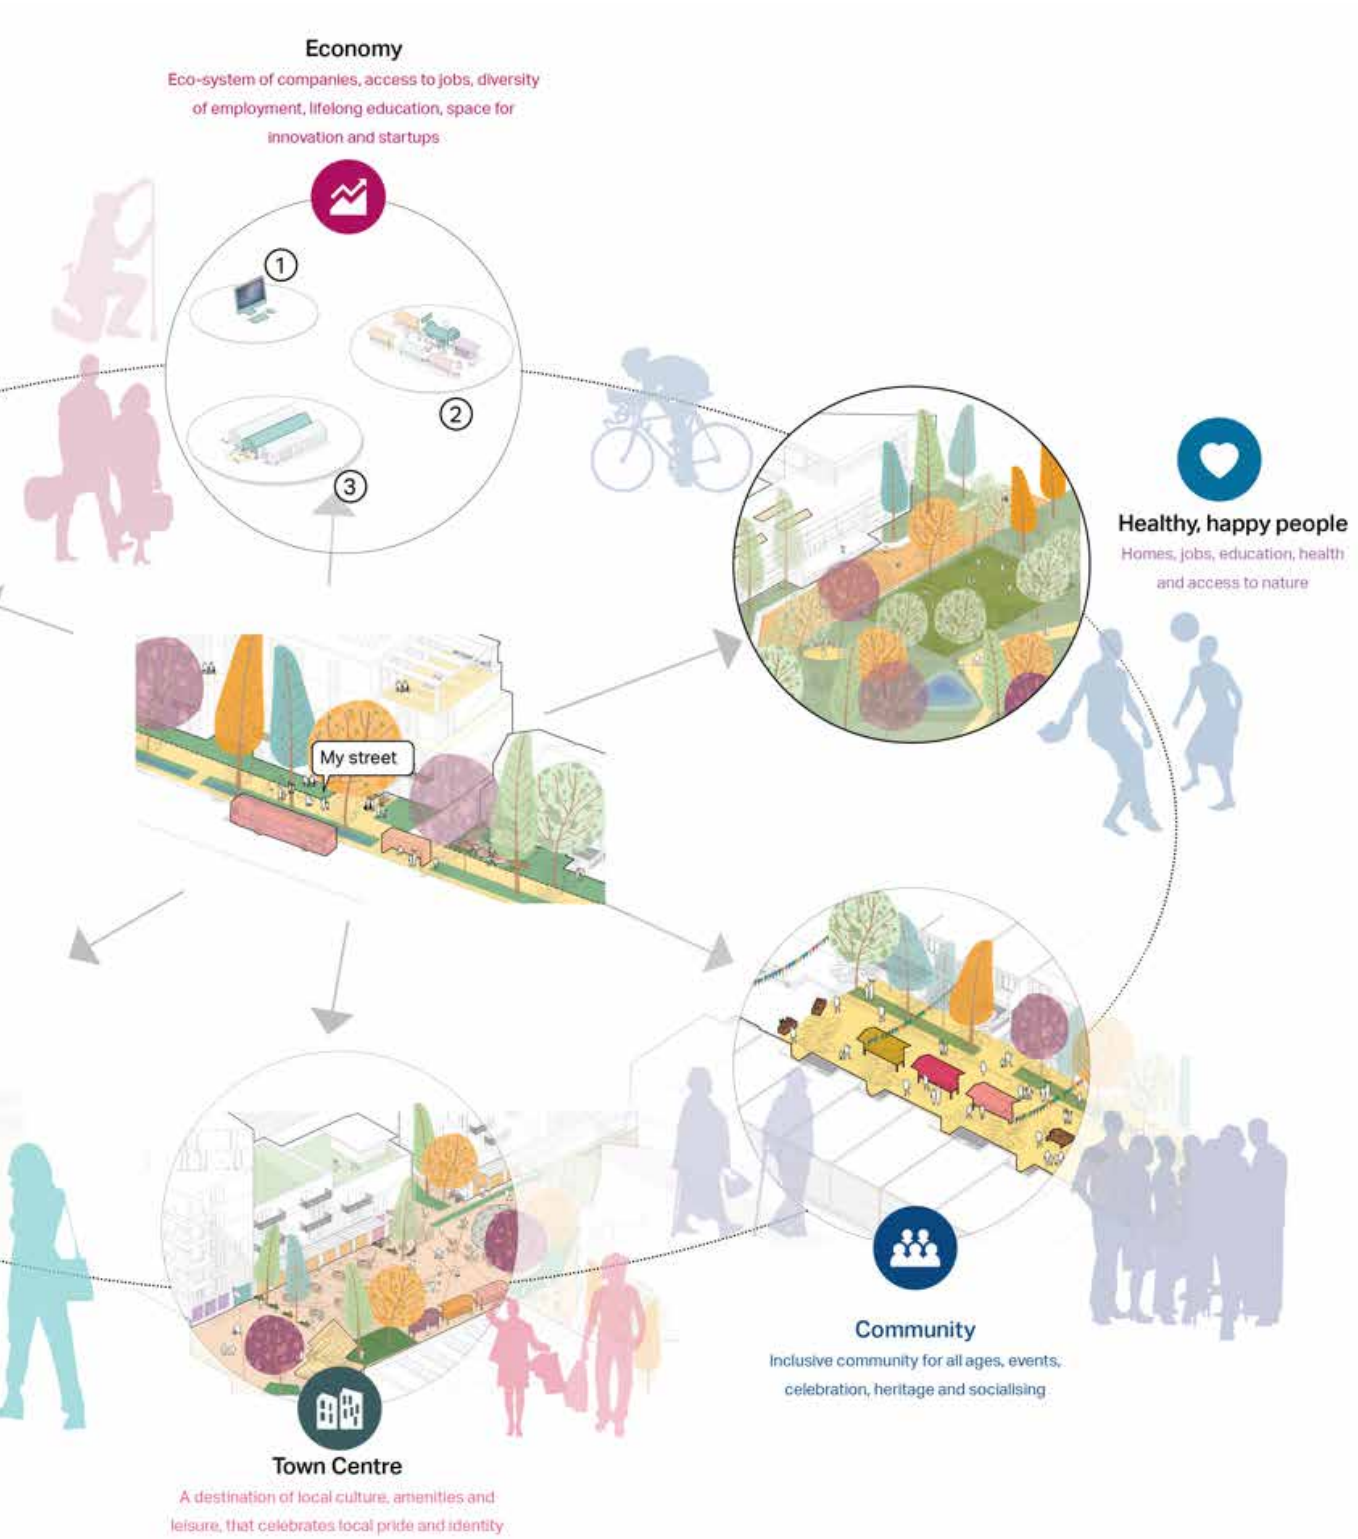 Economy
Eco-system of companies, access to jobs, diversity
of employment, lifelong education, space for
innovation and startups
1
2
3
Healthy, happy people
Homes, jobs, education, health
and access to nature
My street
Community
Inclusive community for all ages, events,
celebration, heritage and socialising
Town Centre
A destination of local culture, amenities and
leisure, that celebrates local pride and identity